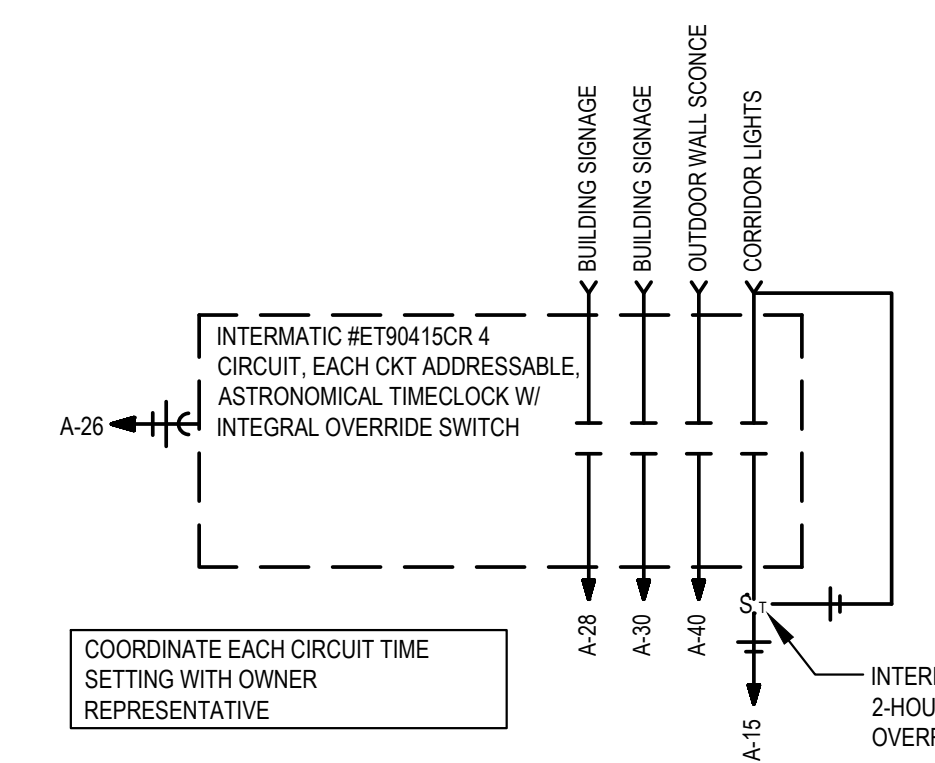 BUILDING SIGNAGE
BUILDING SIGNAGE
OUTDOOR WALL SCONCE
CORRIDOR LIGHTS
INTERMATIC #ET90415CR 4
CIRCUIT, EACH CKT ADDRESSABLE,
ASTRONOMICAL TIMECLOCK W/
INTEGRAL OVERRIDE SWITCH
A-26
A-28
A-30
A-40
S T
A-15
COORDINATE EACH CIRCUIT TIME
SETTING WITH OWNER
REPRESENTATIVE